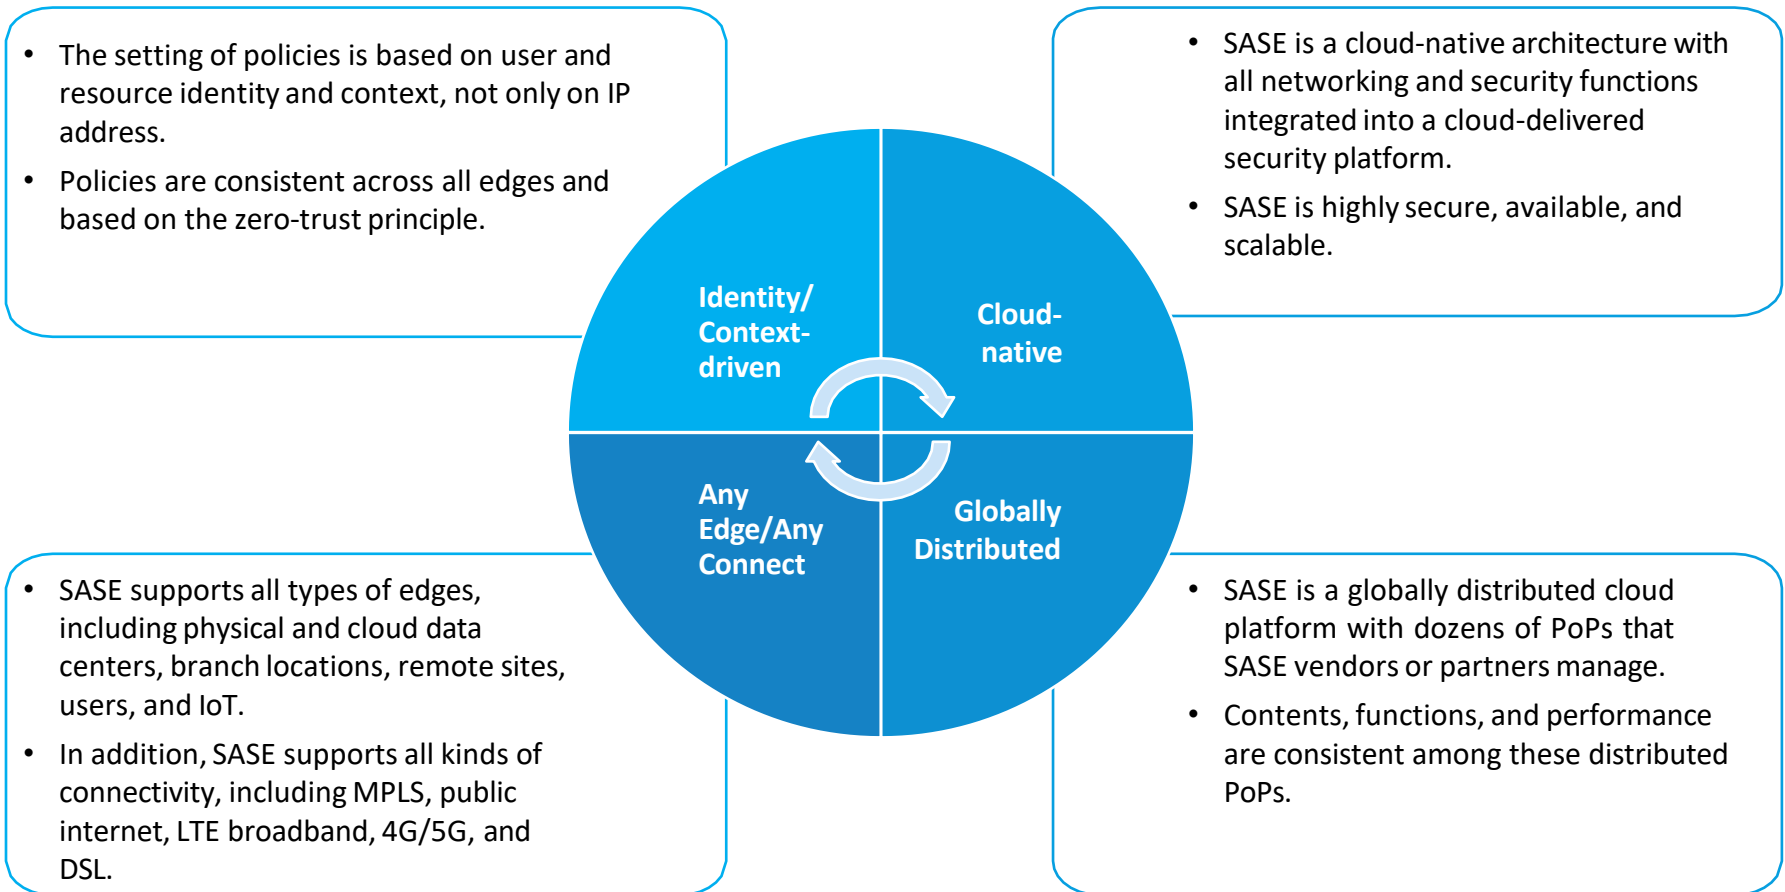 • The setting of policies is based on user and
resource identity and context, not only on IP
address.
• Policies are consistent across all edges and
based on the zero-trust principle.
• SASE is a cloud-native architecture with
all networking and security functions
integrated into a cloud-delivered
security platform.
• SASE is highly secure, available, and
scalable.
Identity/
Context-
driven
Cloud-
native
Any
Edge/Any
Connect
Globally
Distributed
• SASE supports all types of edges,
including physical and cloud data
centers, branch locations, remote sites,
users, and IoT.
• In addition, SASE supports all kinds of
connectivity, including MPLS, public
internet, LTE broadband, 4G/5G, and
DSL.
• SASE is a globally distributed cloud
platform with dozens of PoPs that
SASE vendors or partners manage.
• Contents, functions, and performance
are consistent among these distributed
PoPs.